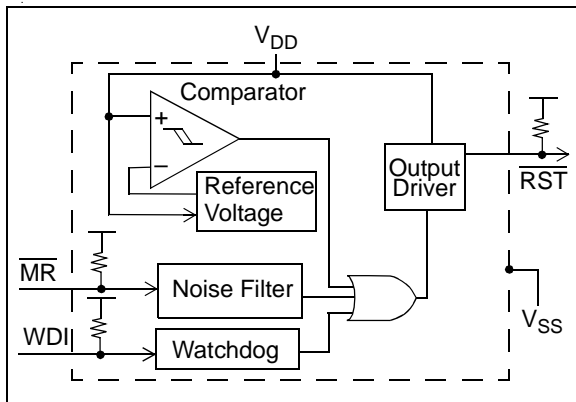 VDD
Comparator
+
−
Reference
Voltage
Output
Driver
RST
MR
Noise Filter
WDI
Watchdog
VSS